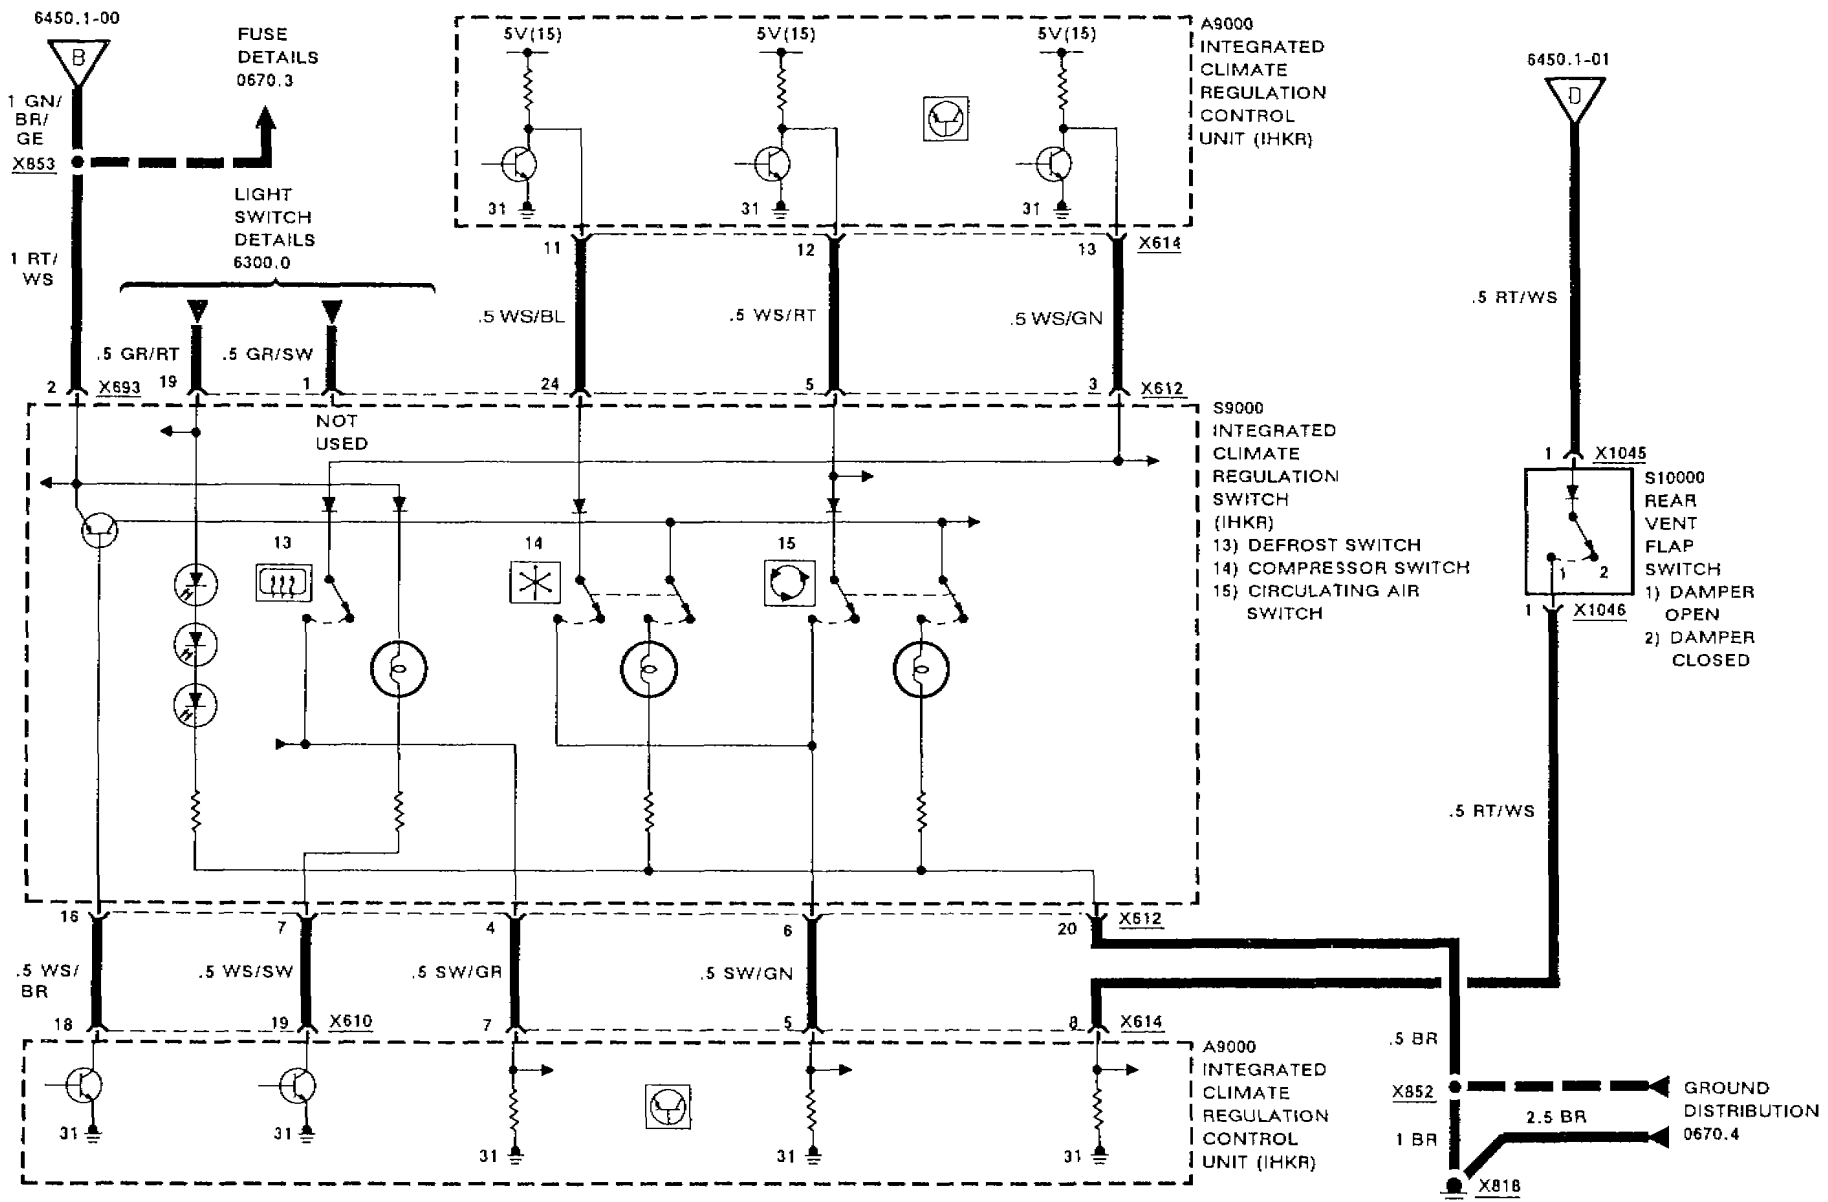 6450.1-00
B
1 GN/
BR/
GE
X853
FUSE
DETAILS
0670.3
LIGHT
SWITCH
DETAILS
6300.0
1 RT/
WS
5V(15)
5V(15)
5V(15)
31
31
31
A9000
INTEGRATED
CLIMATE
REGULATION
CONTROL
UNIT (IHKR)
6450.1-01
D
11
12
13
X614
.5 GR/RT
.5 GR/SW
.5 WS/BL
.5 WS/RT
.5 WS/GN
.5 RT/WS
2
X693
19
1
24
5
3
X612
NOT
USED
S9000
INTEGRATED
CLIMATE
REGULATION
SWITCH
(IHKR)
13) DEFROST SWITCH
14) COMPRESSOR SWITCH
15) CIRCULATING AIR
SWITCH
13
14
15
1
X1045
S10000
REAR
VENT
FLAP
SWITCH
1) DAMPER
OPEN
2) DAMPER
CLOSED
1
2
1
X1046
.5 RT/WS
16
7
4
6
20
X612
.5 WS/
BR
.5 WS/SW
.5 SW/GR
.5 SW/GN
18
19
X610
7
5
8
X614
31
31
31
31
31
A9000
INTEGRATED
CLIMATE
REGULATION
CONTROL
UNIT (IHKR)
.5 BR
X852
1 BR
2.5 BR
GROUND
DISTRIBUTION
0670.4
X818